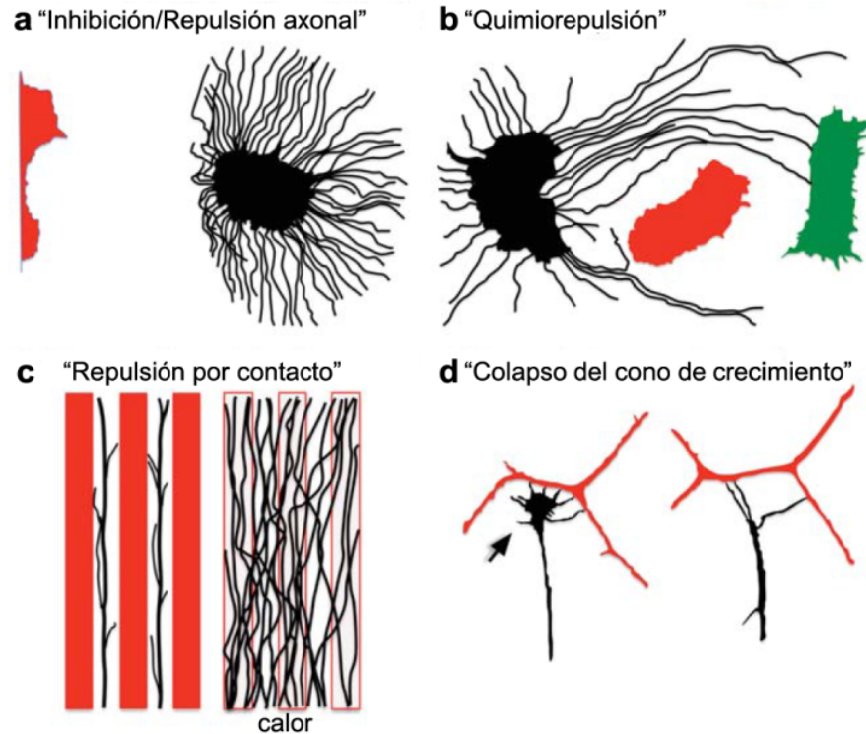 a “Inhibición/Repulsión axonal”
b “Quimiorepulsión”
c “Repulsión por contacto”
calor
d “Colapso del cono de crecimiento”